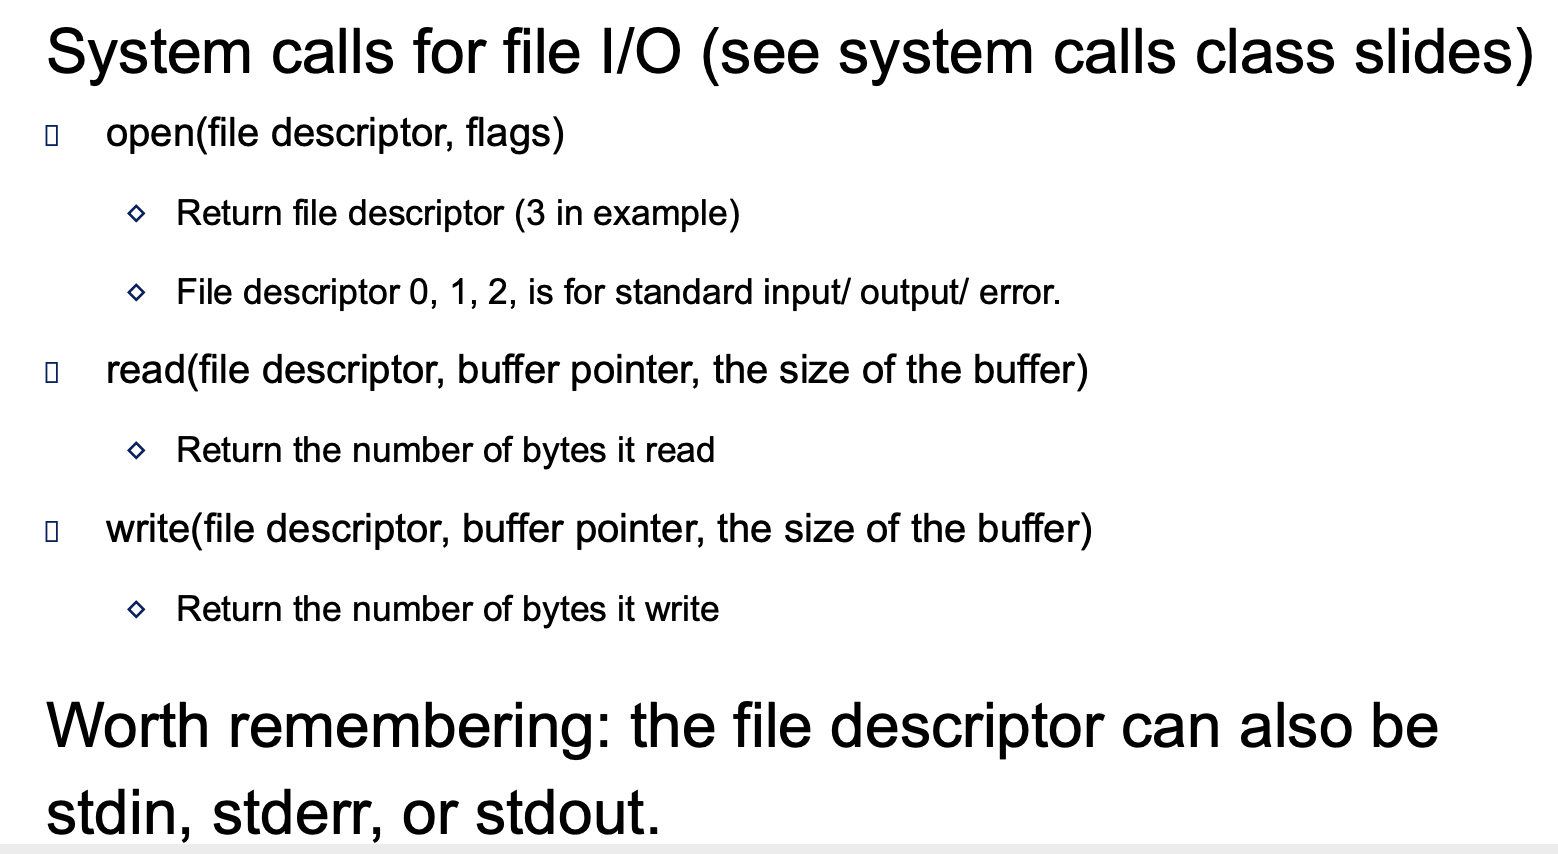 System calls for file I/O (see system calls class slides)
open(file descriptor, flags)
Return file descriptor (3 in example)
File descriptor 0, 1, 2, is for standard input/ output/ error.
read(file descriptor, buffer pointer, the size of the buffer)
Return the number of bytes it read
write(file descriptor, buffer pointer, the size of the buffer)
Return the number of bytes it write
Worth remembering: the file descriptor can also be
stdin, stderr, or stdout.